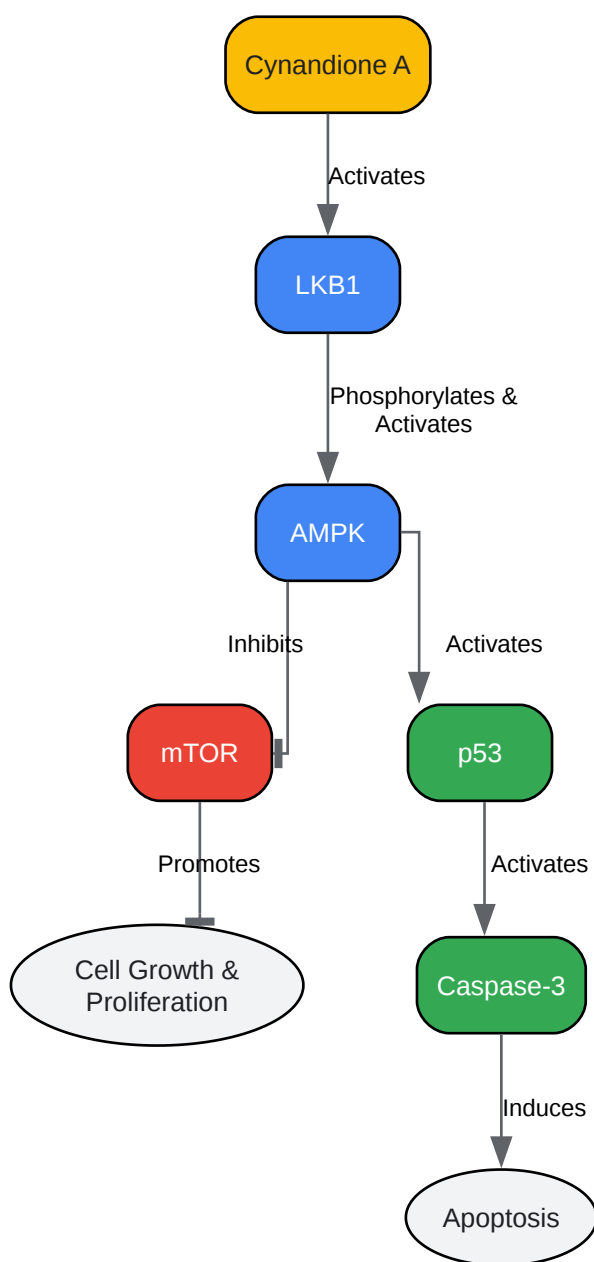 Cynandione A
Activates
LKB1
Phosphorylates &
Activates
AMPK
Inhibits
Activates
mTOR
p53
Promotes
Activates
Cell Growth &
Proliferation
Caspase-3
Induces
Apoptosis